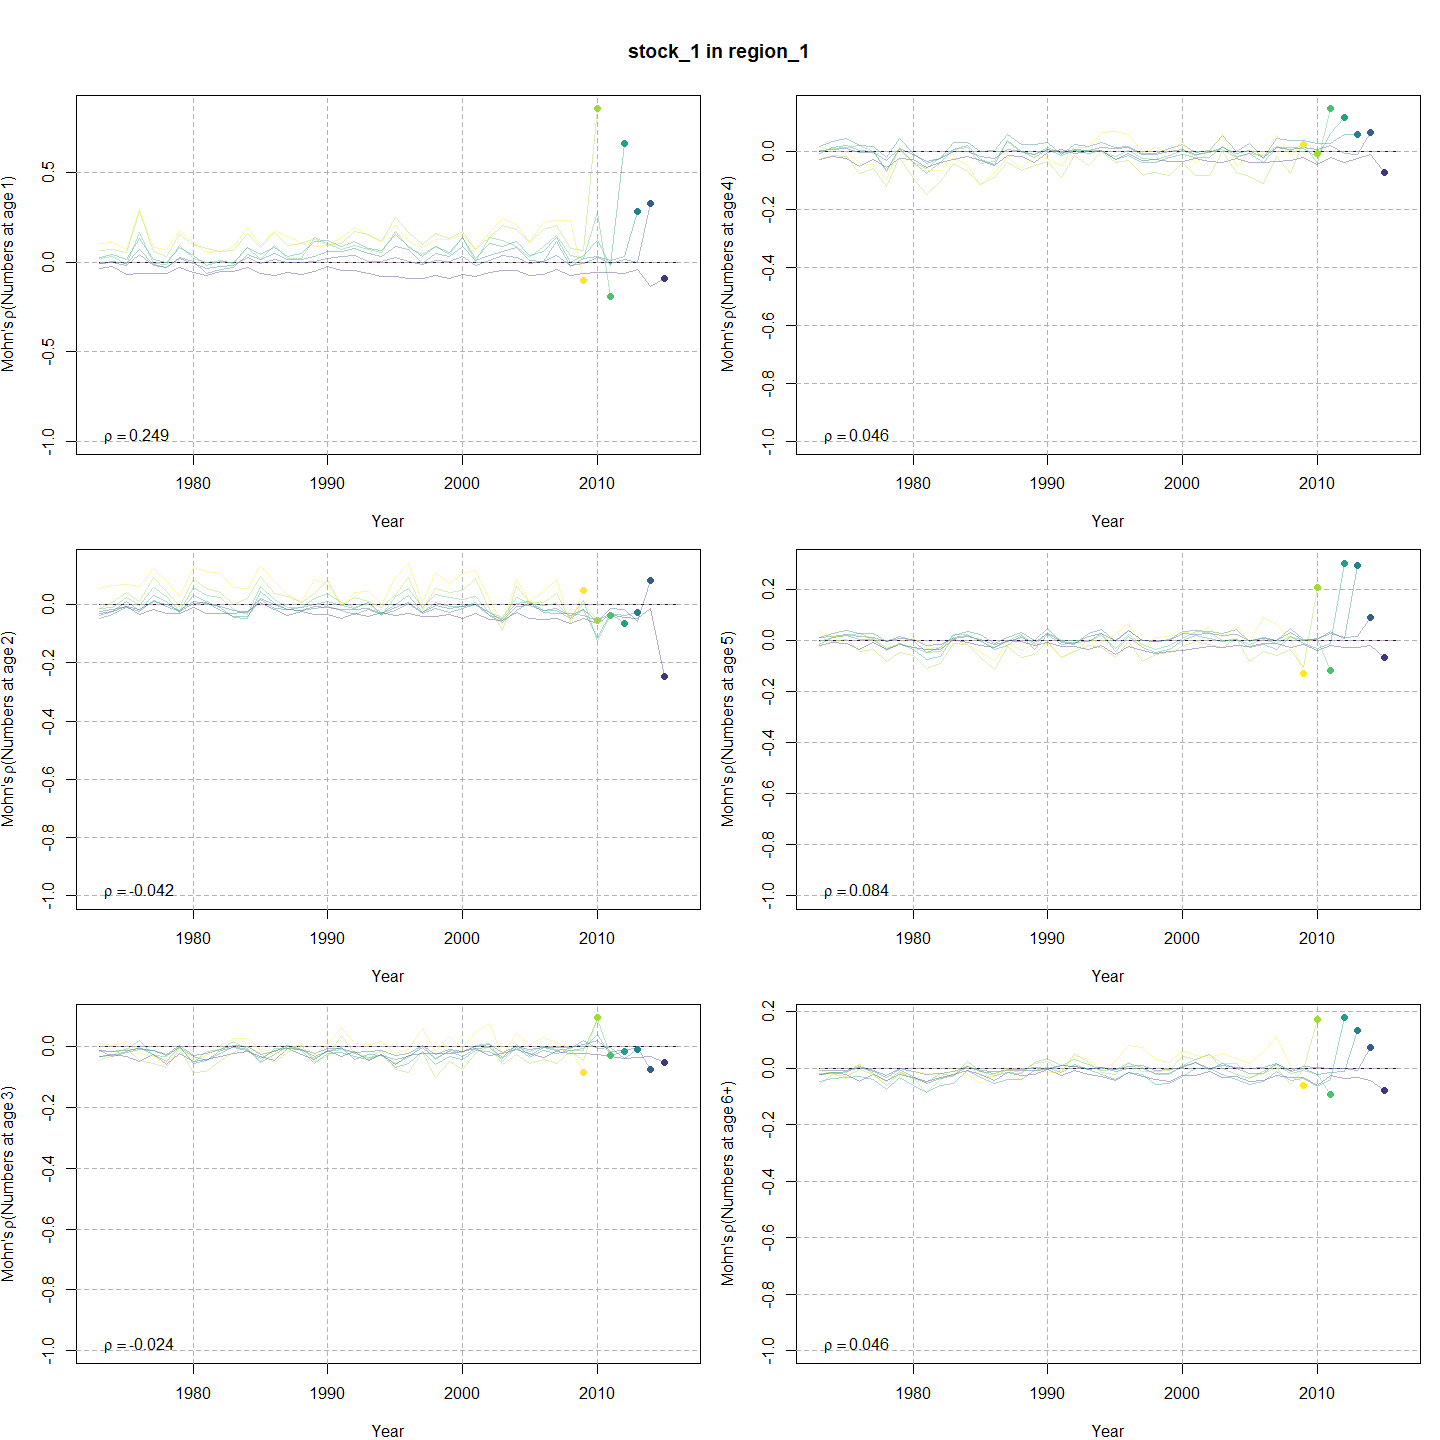 stock_1 in region_1
Mohn's ρ(Numbers at age 1)
0.5
0.0
-0.5
-1.0
ρ = 0.249
1980 1990 2000 2010
Year
Mohn's ρ(Numbers at age 4)
0.0
-0.2
-0.4
-0.6
-0.8
-1.0
ρ = 0.046
1980 1990 2000 2010
Year
Mohn's ρ(Numbers at age 2)
0.0
-0.2
-0.4
-0.6
-0.8
-1.0
ρ = -0.042
1980 1990 2000 2010
Year
Mohn's ρ(Numbers at age 5)
0.2
0.0
-0.2
-0.4
-0.6
-0.8
-1.0
ρ = 0.084
1980 1990 2000 2010
Year
Mohn's ρ(Numbers at age 3)
0.0
-0.2
-0.4
-0.6
-0.8
-1.0
ρ = -0.024
1980 1990 2000 2010
Year
Mohn's ρ(Numbers at age 6+)
0.2
0.0
-0.2
-0.4
-0.6
-0.8
-1.0
ρ = 0.046
1980 1990 2000 2010
Year